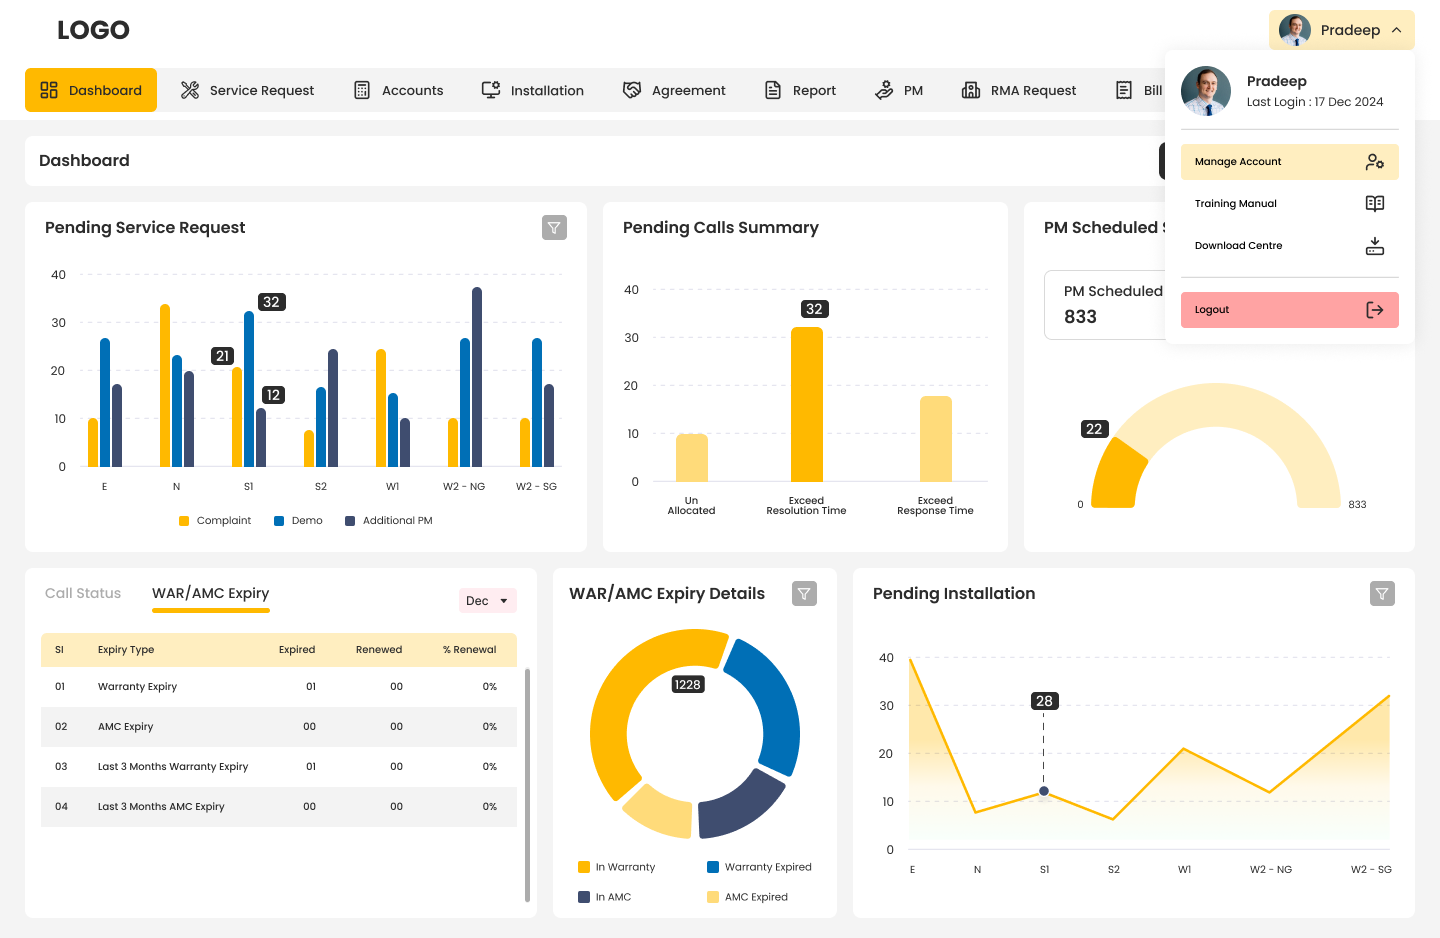 LOGO
Pradeep
Dashboard
Service Request
Accounts
Installation
Agreement
Report
PM
RMA Request
Bill
Pradeep
Last Login : 17 Dec 2024
Manage Account
Training Manual
Download Centre
Logout
Dashboard
Pending Service Request
40
30
20
10
0
32
21
12
E
N
S1
S2
W1
W2 - NG
W2 - SG
Complaint
Demo
Additional PM
Pending Calls Summary
40
30
20
10
0
32
Un
Allocated
Exceed
Resolution Time
Exceed
Response Time
PM Scheduled
PM Scheduled
833
22
0
833
Call Status
WAR/AMC Expiry
Dec
SI Expiry Type Expired Renewed % Renewal
01 Warranty Expiry 01 00 0%
02 AMC Expiry 00 00 0%
03 Last 3 Months Warranty Expiry 01 00 0%
04 Last 3 Months AMC Expiry 00 00 0%
WAR/AMC Expiry Details
1228
In Warranty
Warranty Expired
In AMC
AMC Expired
Pending Installation
40
30
20
10
0
28
E
N
S1
S2
W1
W2 - NG
W2 - SG